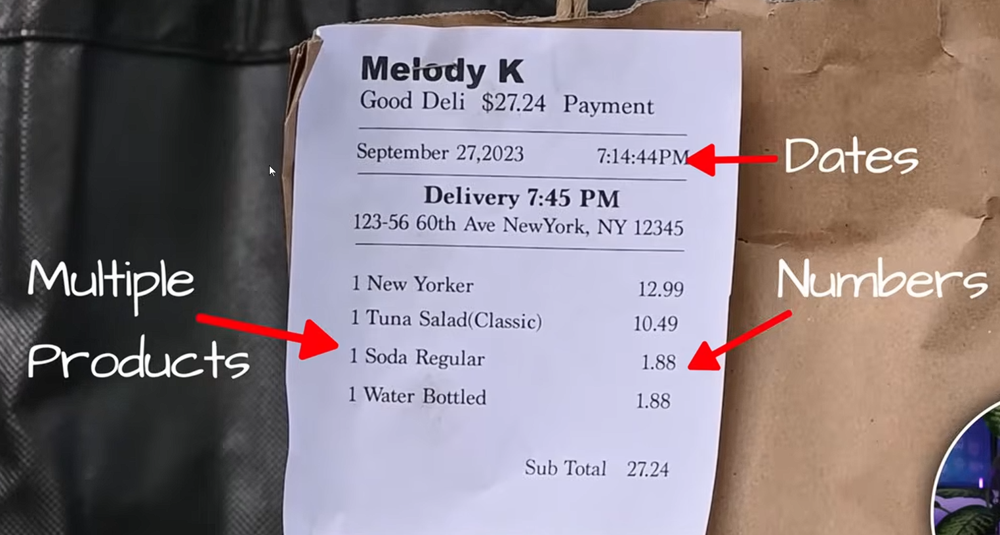 Melody K
Good Deli $27.24 Payment
September 27,2023 7:14:44PM
Dates
Delivery 7:45 PM
123-56 60th Ave NewYork, NY 12345
Multiple
Products
Numbers
1 New Yorker 12.99
1 Tuna Salad(Classic) 10.49
1 Soda Regular 1.88
1 Water Bottled 1.88
Sub Total 27.24